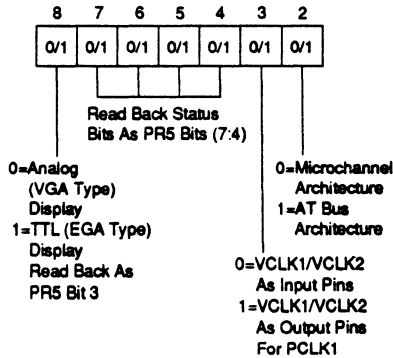 8 7 6 5 4 3 2
0/1 0/1 0/1 0/1 0/1 0/1 0/1
Read Back Status
Bits As PR5 Bits (7:4)
0=Analog
(VGA Type)
Display
1=TTL (EGA Type)
Display
Read Back As
PR5 Bit 3
0=Microchannel
Architecture
1=AT Bus
Architecture
0=VCLK1/VCLK2
As Input Pins
1=VCLK1/VCLK2
As Output Pins
For PCLK1